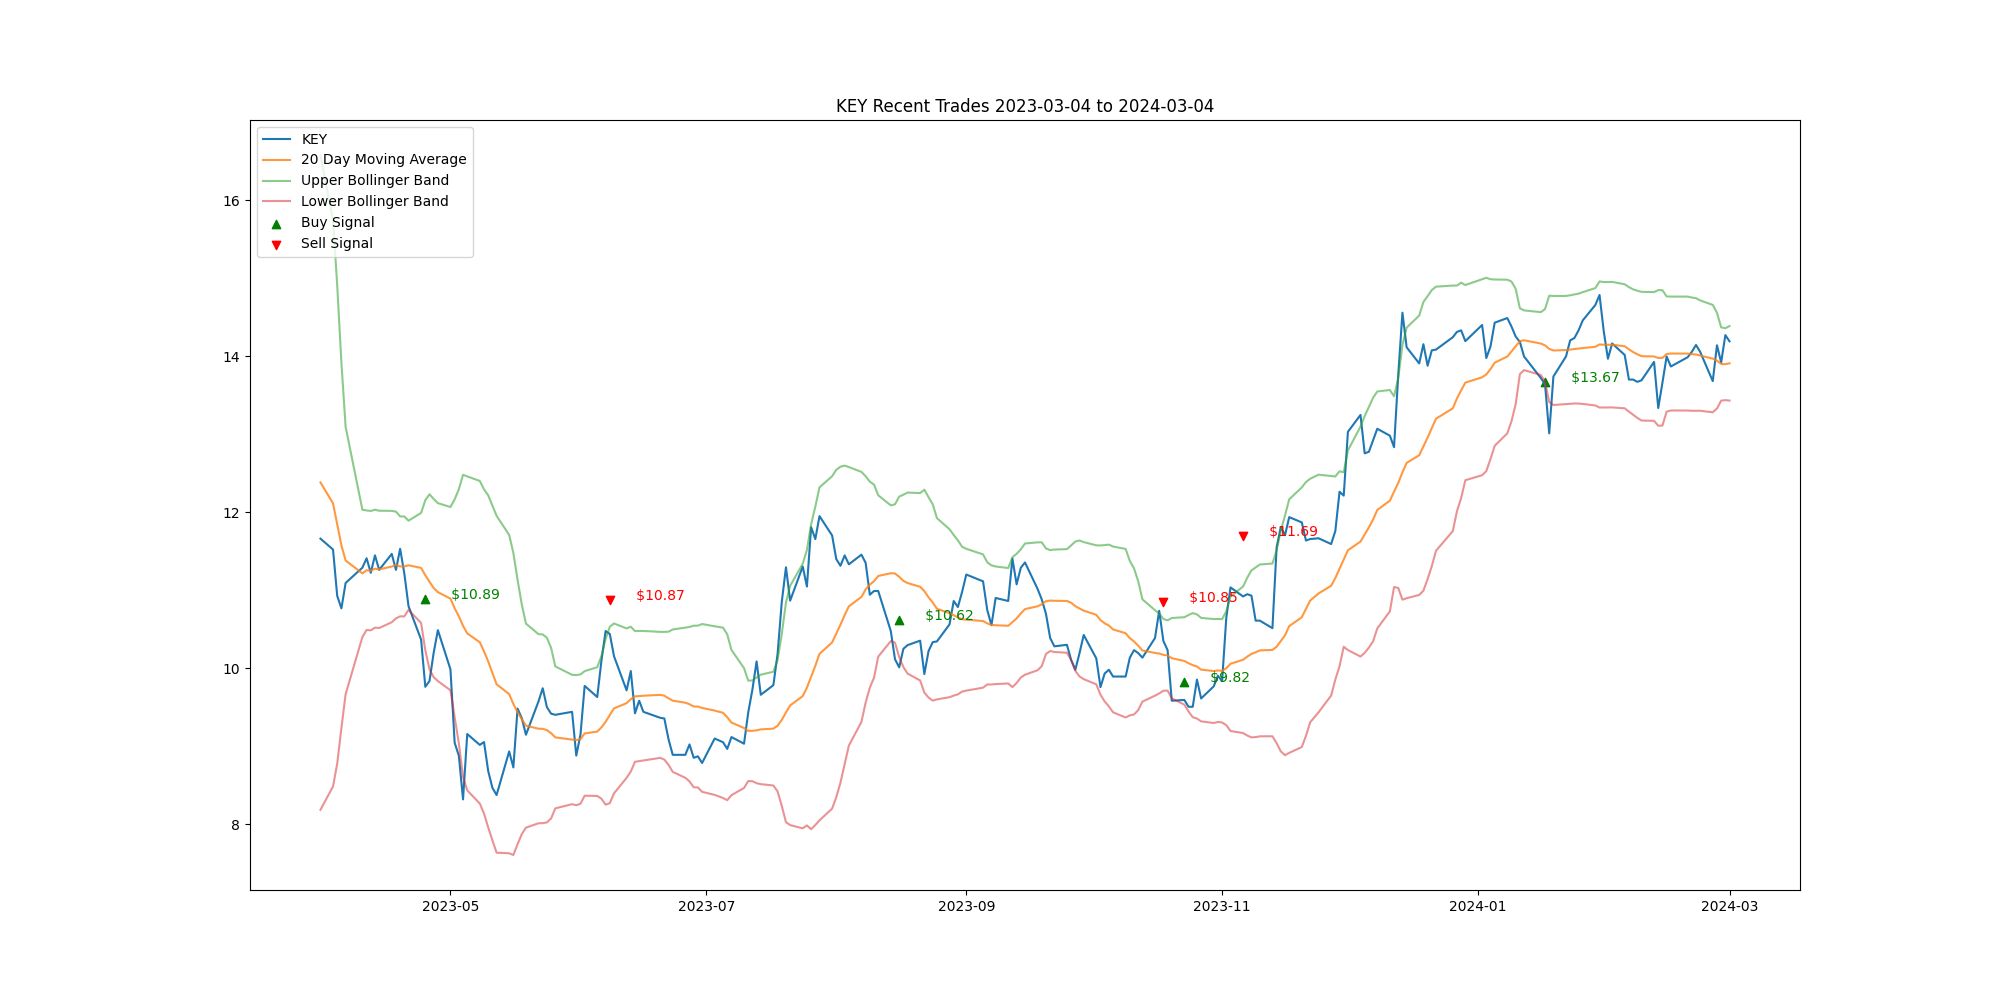 KEY Recent Trades 2023-03-04 to 2024-03-04
KEY
20 Day Moving Average
Upper Bollinger Band
Lower Bollinger Band
Buy Signal
Sell Signal
16
14
12
10
8
$10.89
$10.87
$10.62
$10.85
$9.82
$11.69
$13.67
2023-05
2023-07
2023-09
2023-11
2024-01
2024-03